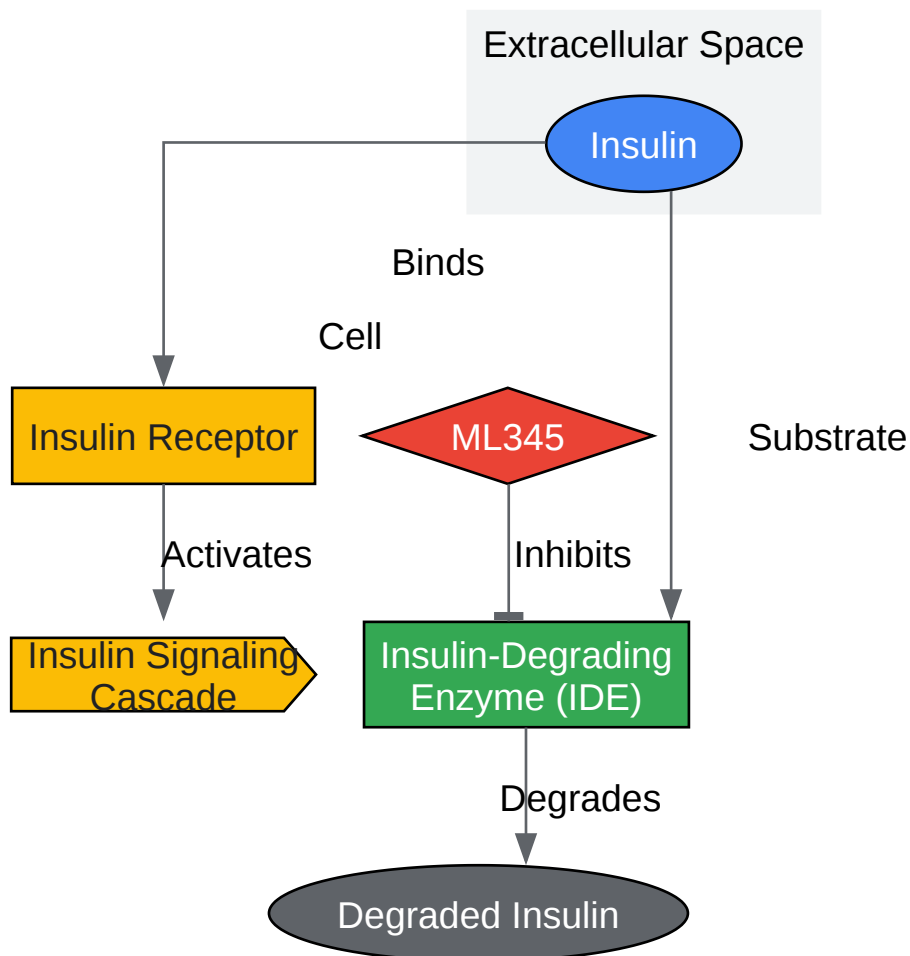 Extracellular Space
Insulin
Binds
Cell
Insulin Receptor
ML345
Substrate
Activates
Inhibits
Insulin Signaling
Cascade
Insulin-Degrading
Enzyme (IDE)
Degrades
Degraded Insulin